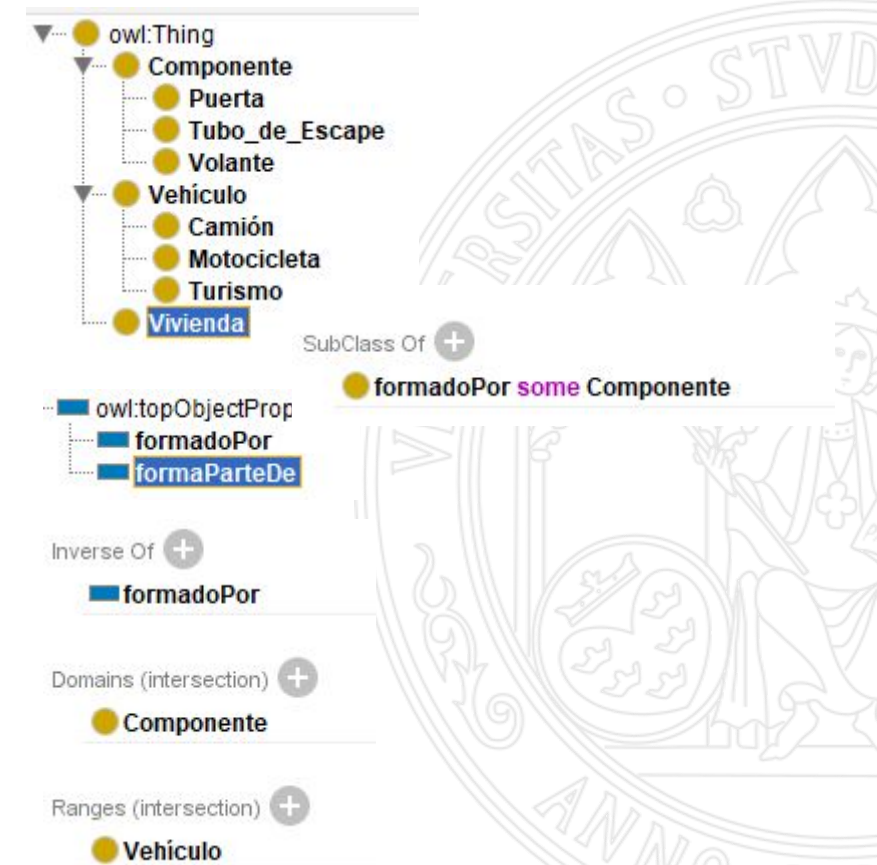 owl:Thing
Componente
Puerta
Tubo_de_Escape
Volante
Vehículo
Camión
Motocicleta
Turismo
Vivienda
SubClass Of
formadoPor some Componente
owl:topObjectProp
formadoPor
formaParteDe
Inverse Of
formadoPor
Domains (intersection)
Componente
Ranges (intersection)
Vehículo